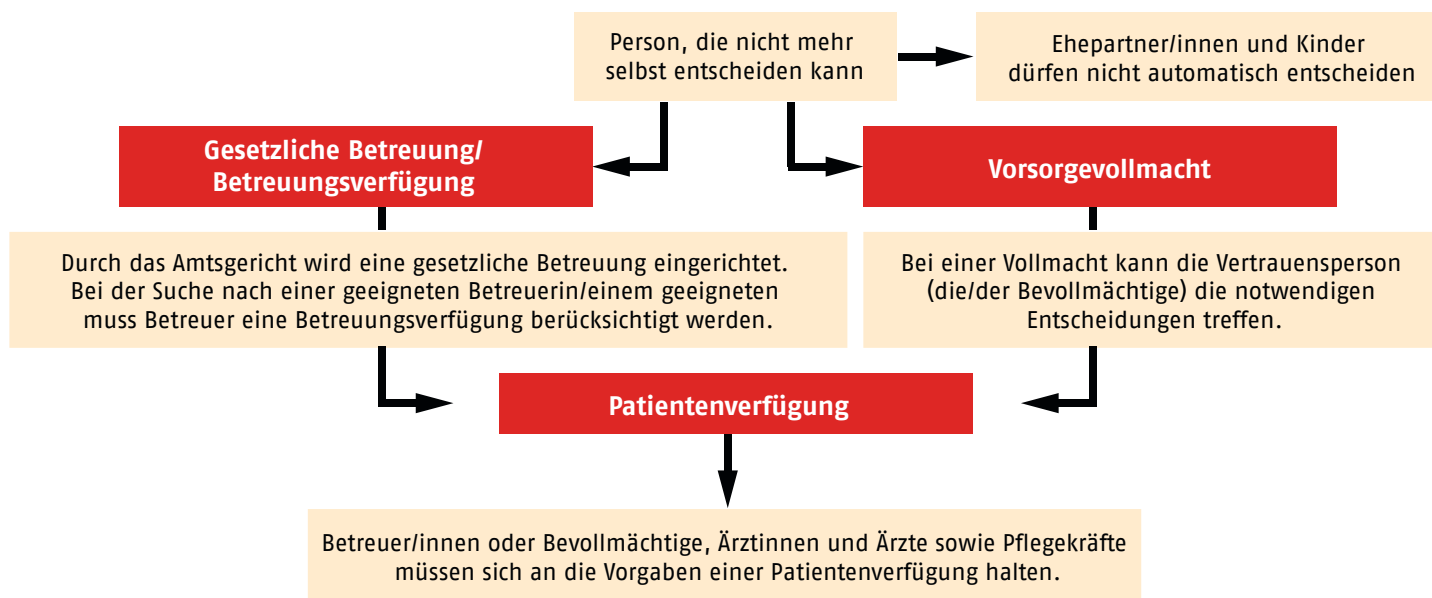 Person, die nicht mehr
selbst entscheiden kann
Ehepartner/innen und Kinder
dürfen nicht automatisch entscheiden
Gesetzliche Betreuung/
Betreuungsverfügung
Vorsorgevollmacht
Durch das Amtsgericht wird eine gesetzliche Betreuung eingerichtet.
Bei der Suche nach einer geeigneten Betreuerin/einem geeigneten
muss Betreuer eine Betreuungsverfügung berücksichtigt werden.
Bei einer Vollmacht kann die Vertrauensperson
(die/der Bevollmächtige) die notwendigen
Entscheidungen treffen.
Patientenverfügung
Betreuer/innen oder Bevollmächtige, Ärztinnen und Ärzte sowie Pflegekräfte
müssen sich an die Vorgaben einer Patientenverfügung halten.